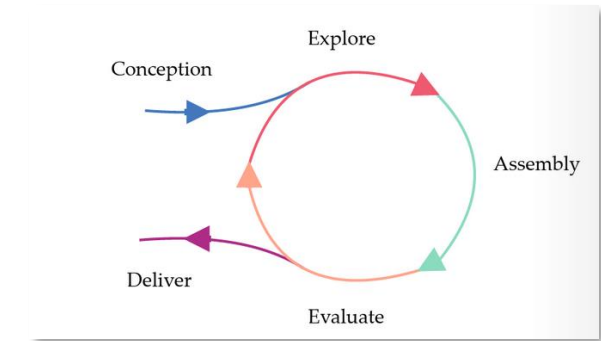 Explore
Conception
Assembly
Deliver
Evaluate